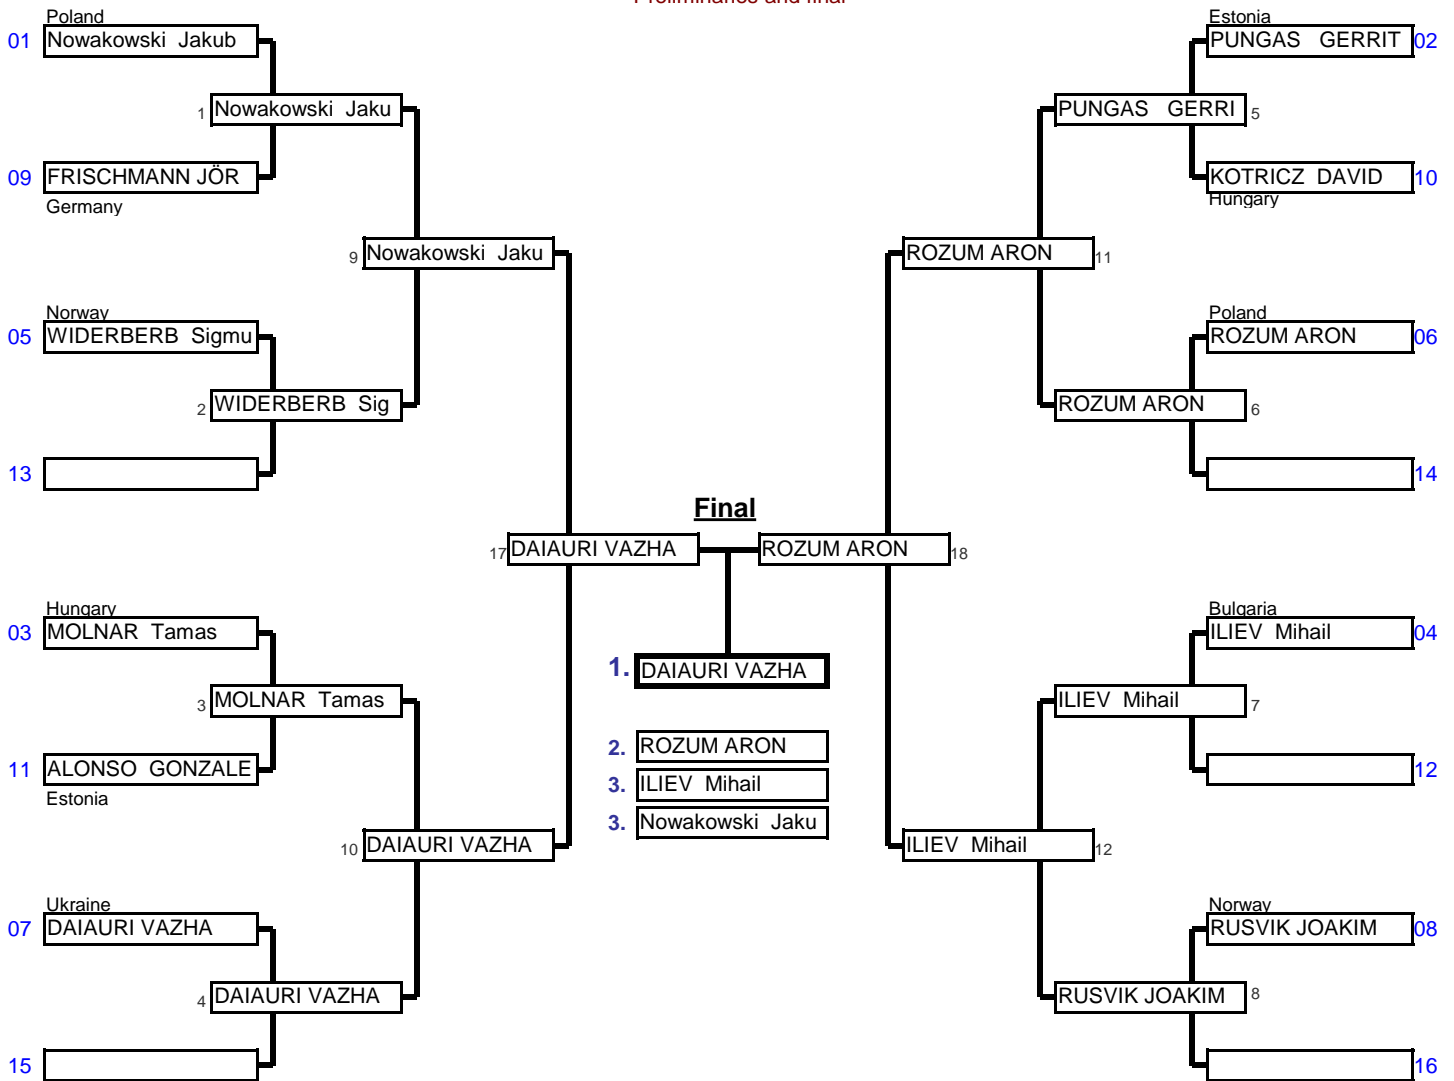 Preliminaries and final
Poland
Estonia
01 Nowakowski Jakub
PUNGAS GERRIT 02
1 Nowakowski Jaku
PUNGAS GERRI 5
09 FRISCHMANN JÖR
KOTRICZ DAVID 10
Germany
Hungary
9 Nowakowski Jaku
ROZUM ARON 11
Norway
Poland
05 WIDERBERB Sigmu
ROZUM ARON 06
2 WIDERBERB Sig
ROZUM ARON 6
13
14
Final
17 DAIAURI VAZHA
ROZUM ARON 18
Hungary
Bulgaria
03 MOLNAR Tamas
ILIEV Mihail 04
1. DAIAURI VAZHA
3 MOLNAR Tamas
ILIEV Mihail 7
2. ROZUM ARON
11 ALONSO GONZALE
12
3. ILIEV Mihail
Estonia
3. Nowakowski Jaku
10 DAIAURI VAZHA
ILIEV Mihail 12
Ukraine
Norway
07 DAIAURI VAZHA
RUSVIK JOAKIM 08
4 DAIAURI VAZHA
RUSVIK JOAKIM 8
15
16